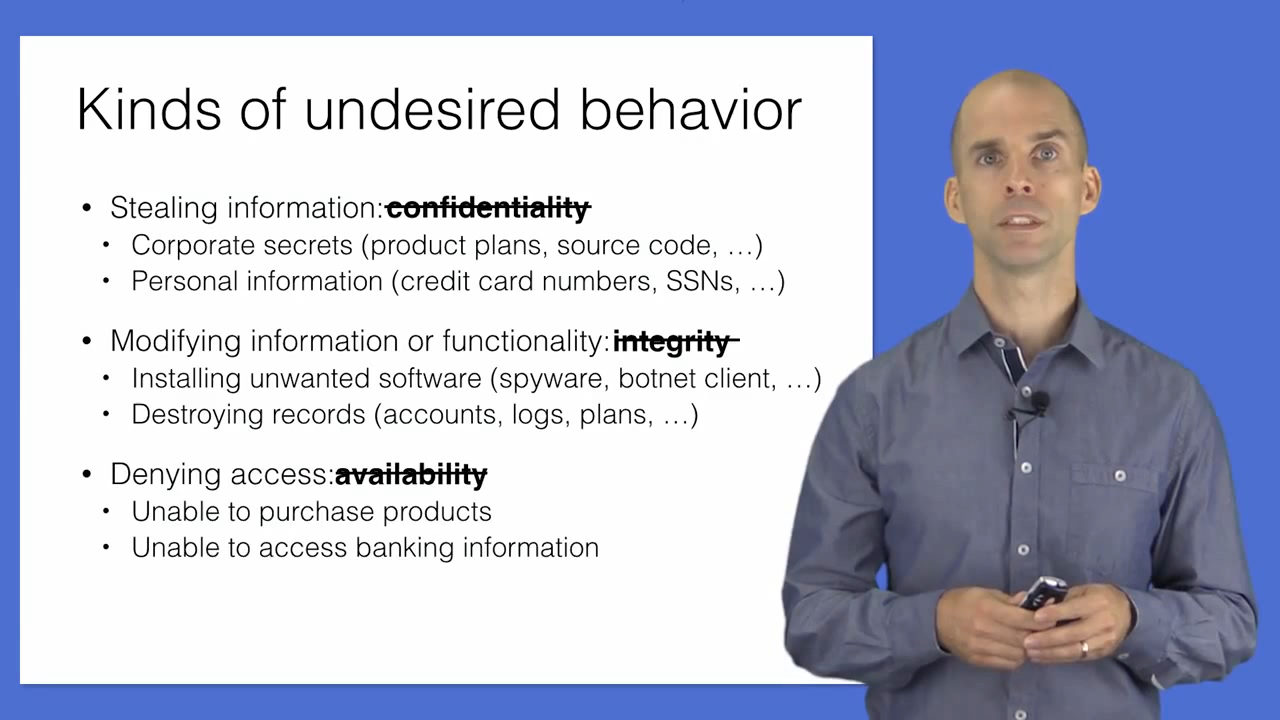 Kinds of undesired behavior
• Stealing information: confidentiality
• Corporate secrets (product plans, source code, …)
• Personal information (credit card numbers, SSNs, …)
• Modifying information or functionality: integrity
• Installing unwanted software (spyware, botnet client, …)
• Destroying records (accounts, logs, plans, …)
• Denying access: availability
• Unable to purchase products
• Unable to access banking information